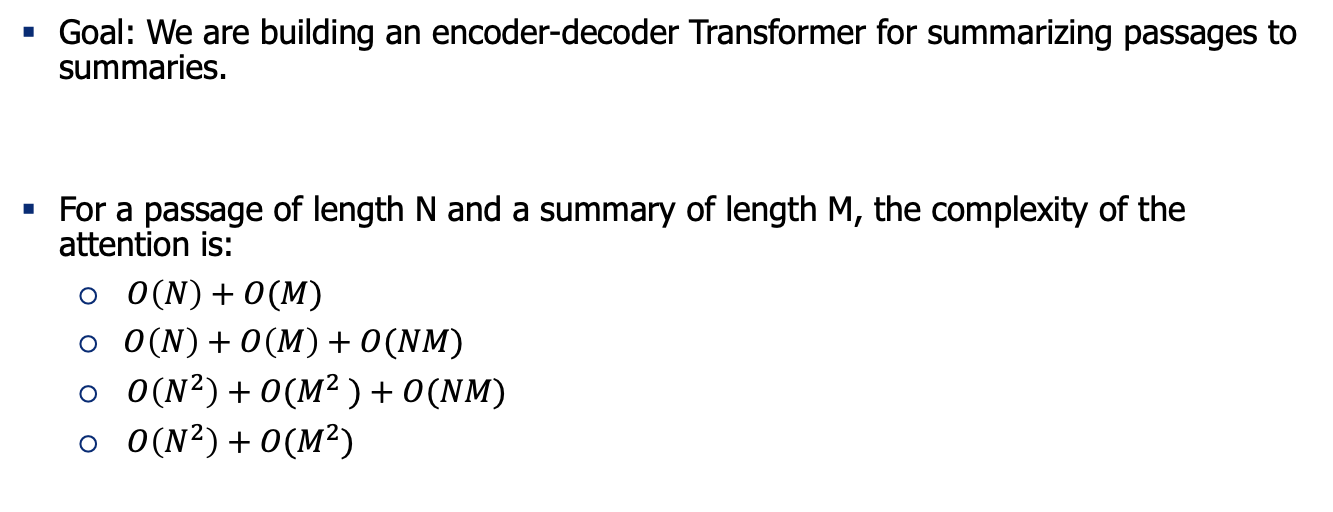 ▪ Goal: We are building an encoder-decoder Transformer for summarizing passages to
summaries.
▪ For a passage of length N and a summary of length M, the complexity of the
attention is:
○ O(N) + O(M)
○ O(N) + O(M) + O(NM)
○ O(N²) + O(M² ) + O(NM)
○ O(N²) + O(M²)